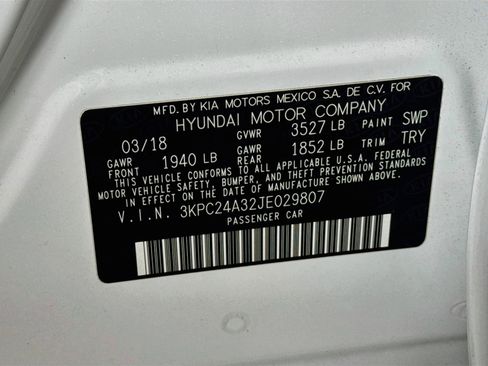 MFD. BY KIA MOTORS MEXICO S.A. DE C.V. FOR
HYUNDAI MOTOR COMPANY
03/18 GVWR 3527 LB PAINT SWP
GAWR FRONT 1940 LB GAWR REAR 1852 LB TRIM TRY
THIS VEHICLE CONFORMS TO ALL APPLICABLE U.S.A. FEDERAL
MOTOR VEHICLE SAFETY, BUMPER, AND THEFT PREVENTION
STANDARDS IN EFFECT ON THE DATE OF MANUFACTURE SHOWN ABOVE.
V.I.N. 3KPC24A32JE029807
PASSENGER CAR